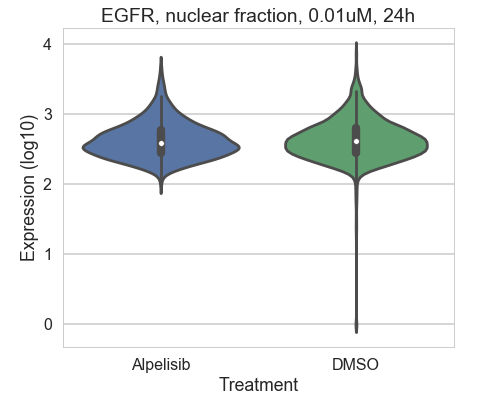 EGFR, nuclear fraction, 0.01uM, 24h
4
3
2
1
0
Expression (log10)
Alpelisib DMSO
Treatment